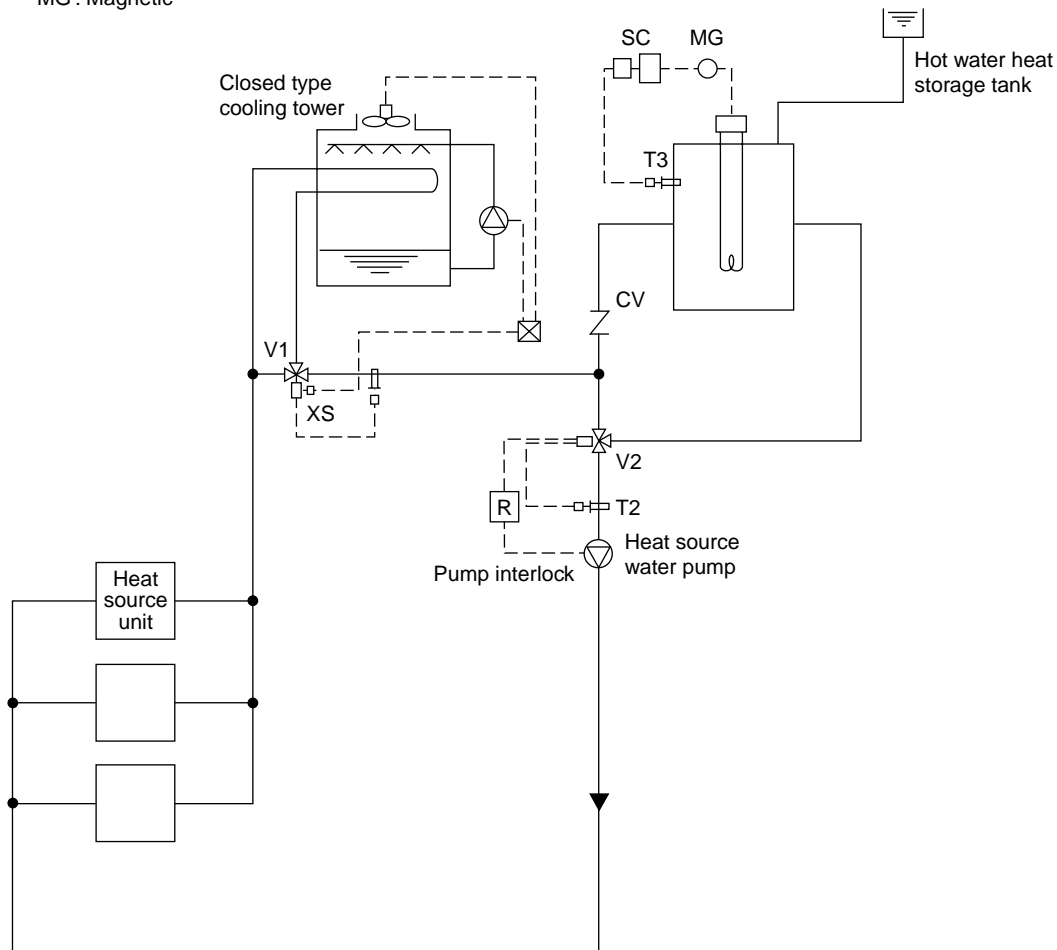 MG : Magnetic
SC
MG
Hot water heat
storage tank
Closed type
cooling tower
T3
CV
V1
XS
V2
R
T2
Heat source
water pump
Pump interlock
Heat
source
unit